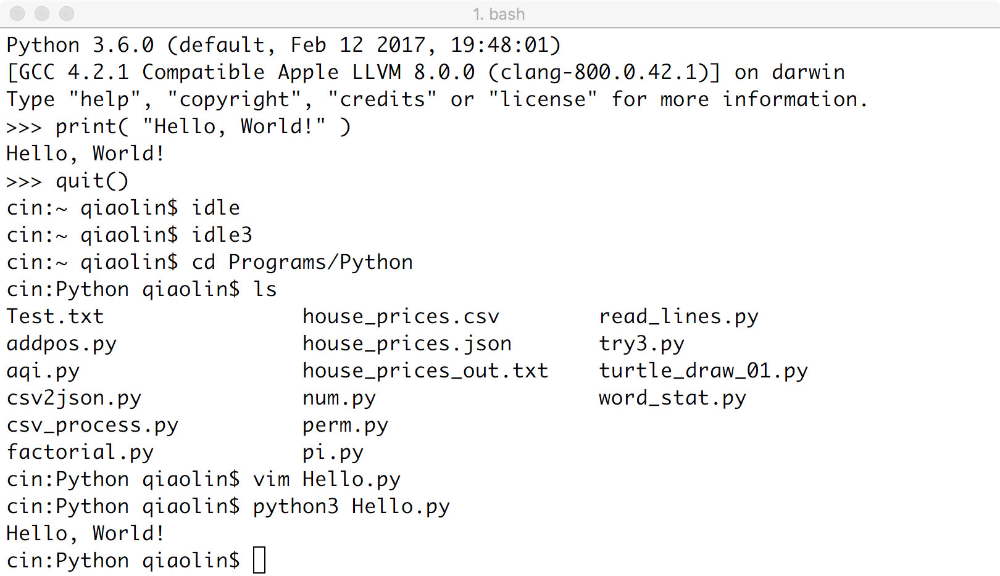 1. bash
Python 3.6.0 (default, Feb 12 2017, 19:48:01)
[GCC 4.2.1 Compatible Apple LLVM 8.0.0 (clang-800.0.42.1)] on darwin
Type "help", "copyright", "credits" or "license" for more information.
>>> print( "Hello, World!" )
Hello, World!
>>> quit()
cin:~ qiaolin$ idle
cin:~ qiaolin$ idle3
cin:~ qiaolin$ cd Programs/Python
cin:Python qiaolin$ ls
Test.txt                house_prices.csv        read_lines.py
addpos.py               house_prices.json       try3.py
aqi.py                  house_prices_out.txt    turtle_draw_01.py
csv2json.py             num.py                  word_stat.py
csv_process.py          perm.py
factorial.py            pi.py
cin:Python qiaolin$ vim Hello.py
cin:Python qiaolin$ python3 Hello.py
Hello, World!
cin:Python qiaolin$